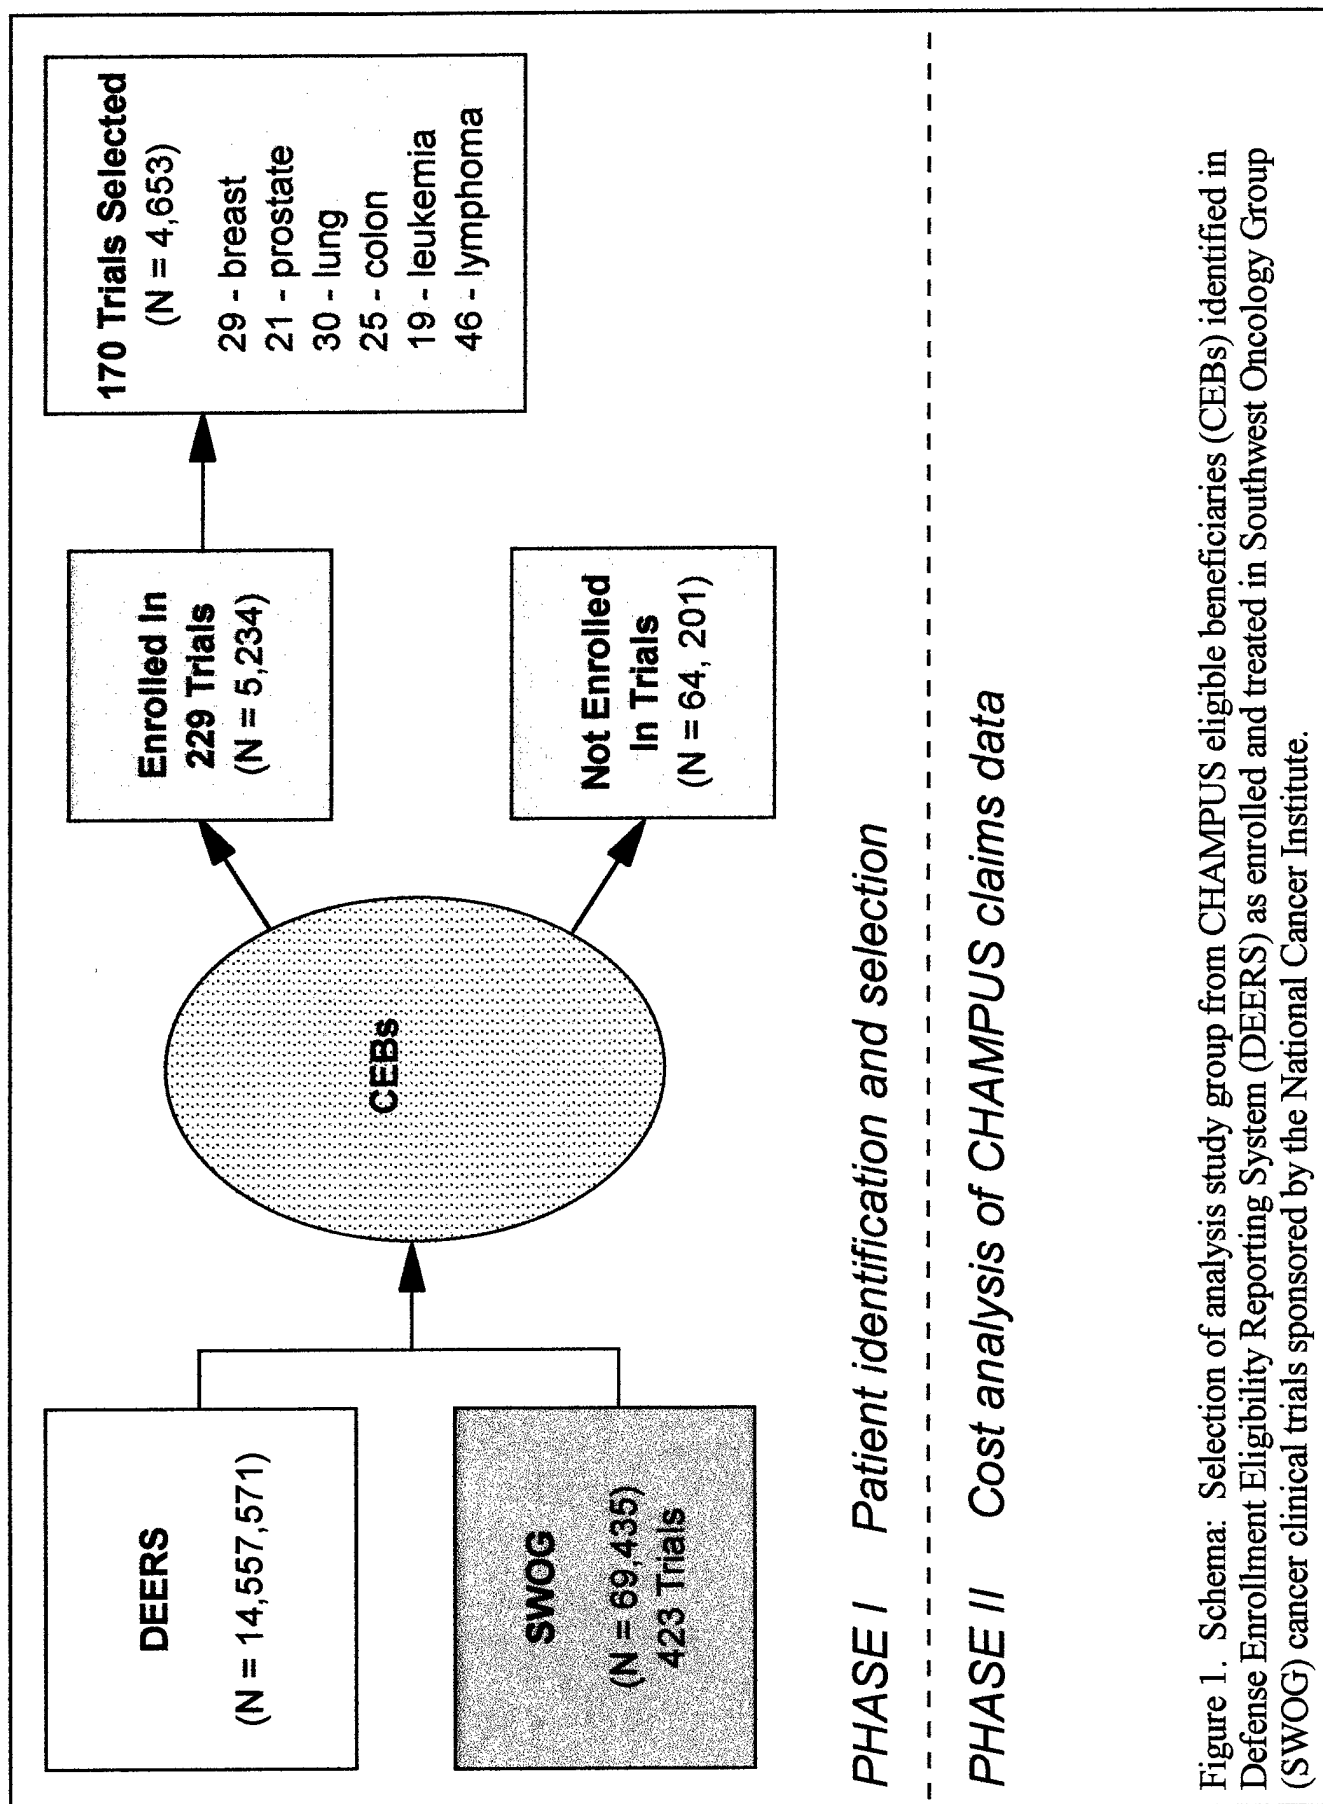 DEERS
(N = 14,557,571)
SWOG
(N = 69,435)
423 Trials
CEBs
Enrolled In
229 Trials
(N = 5,234)
Not Enrolled
In Trials
(N = 64, 201)
170 Trials Selected
(N = 4,653)
29 - breast
21 - prostate
30 - lung
25 - colon
19 - leukemia
46 - lymphoma
PHASE I Patient identification and selection
PHASE II Cost analysis of CHAMPUS claims data
Figure 1. Schema: Selection of analysis study group from CHAMPUS eligible beneficiaries (CEBs) identified in
Defense Enrollment Eligibility Reporting System (DEERS) as enrolled and treated in Southwest Oncology Group
(SWOG) cancer clinical trials sponsored by the National Cancer Institute.